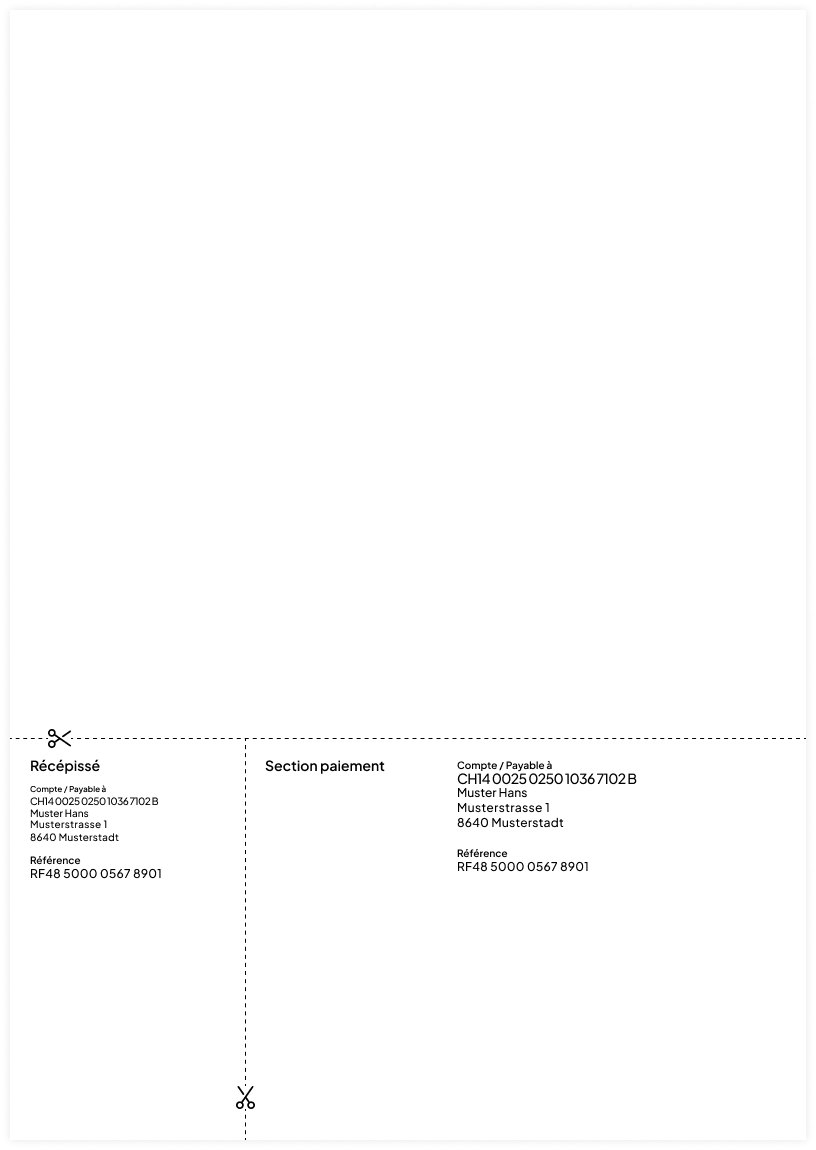 Récépissé
Compte / Payable à
CH14 0025 0250 1036 7102 B
Muster Hans
Musterstrasse 1
8640 Musterstadt
Référence
RF48 5000 0567 8901
Section paiement
Compte / Payable à
CH14 0025 0250 1036 7102 B
Muster Hans
Musterstrasse 1
8640 Musterstadt
Référence
RF48 5000 0567 8901